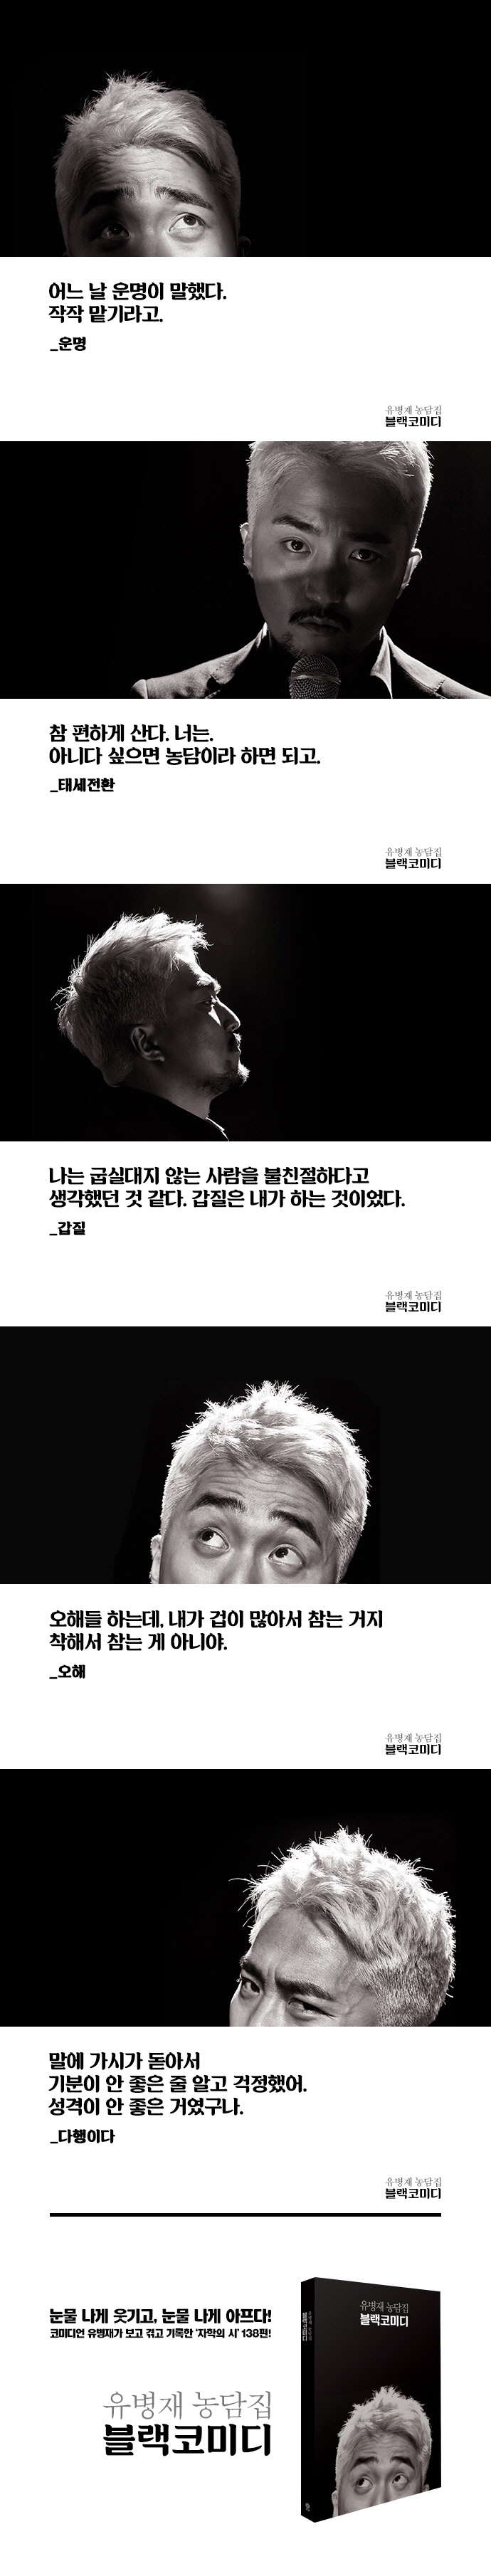 어느 날 운명이 말했다.
작작 맡기라고.
_운명
유병재 농담집
블랙코미디
참 편하게 산다. 너는.
아니다 싶으면 농담이라 하면 되고.
_태세전환
유병재 농담집
블랙코미디
나는 굽실대지 않는 사람을 불친절하다고
생각했던 것 같다. 갑질은 내가 하는 것이었다.
_갑질
유병재 농담집
블랙코미디
오해들 하는데, 내가 겁이 많아서 참는 거지
착해서 참는 게 아니야.
_오해
유병재 농담집
블랙코미디
말에 가시가 돋아서
기분이 안 좋은 줄 알고 걱정했어.
성격이 안 좋은 거였구나.
_다행이다
유병재 농담집
블랙코미디
눈물 나게 웃기고, 눈물 나게 아프다!
코미디언 유병재가 보고 겪고 기록한 '자학의 시' 138편!
유병재 농담집
블랙코미디
유병재 농담집
블랙코미디
유병재 농담집
블랙코미디